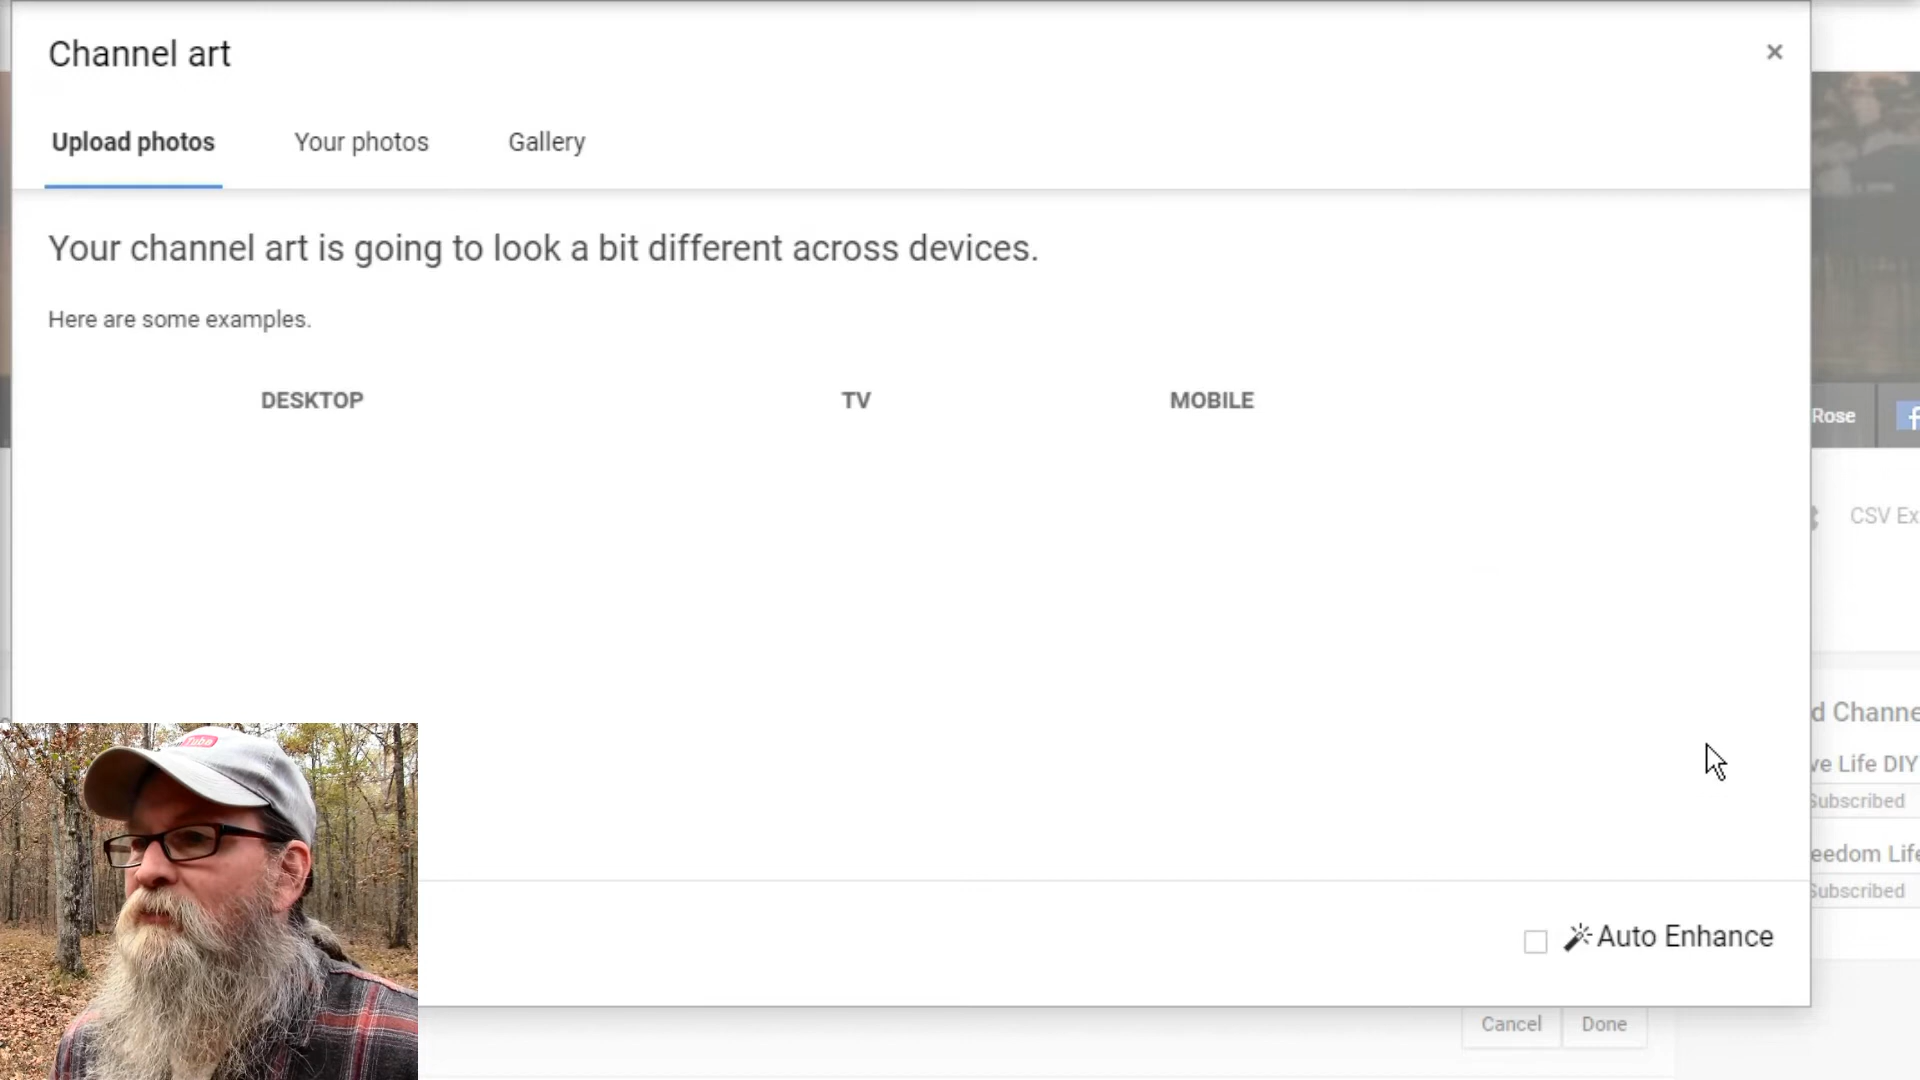 Channel art
×
Upload photos
Your photos
Gallery
Your channel art is going to look a bit different across devices.
Here are some examples.
DESKTOP
TV
MOBILE
Rose
CSV Ex
d Channe
ve Life DIY
Subscribed
eedom Life
Subscribed
Auto Enhance
Cancel
Done
Tube